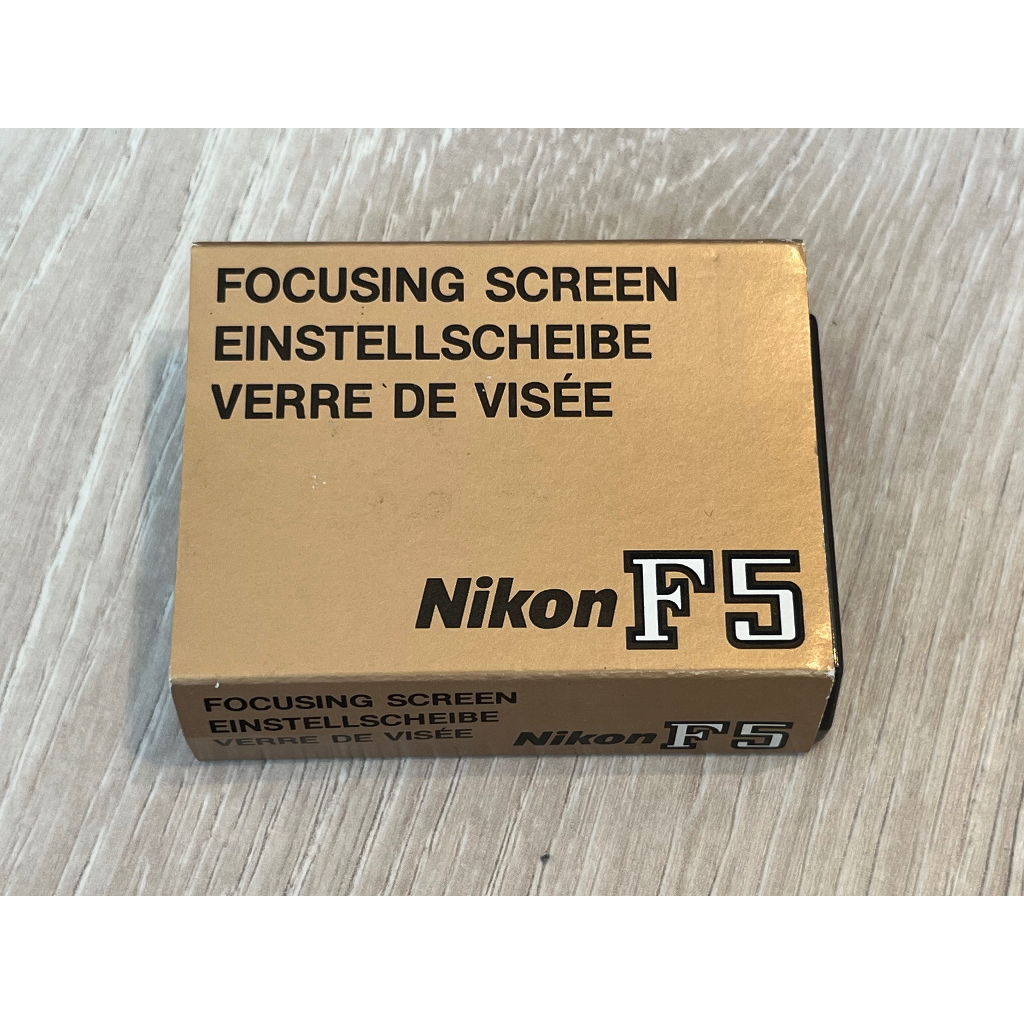 FOCUSING SCREEN
EINSTELLSCHEIBE
VERRE DE VISÉE
Nikon F5
FOCUSING SCREEN
EINSTELLSCHEIBE
VERRE DE VISÉE
Nikon F5